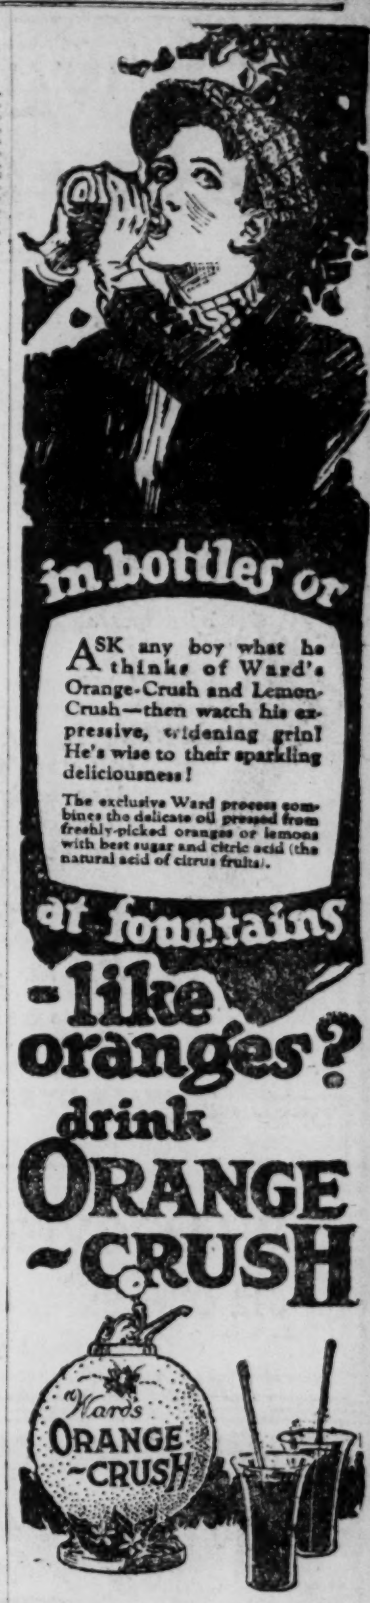 in bottles or
ASK any boy what he
thinks of Ward's
Orange-Crush and Lemon-
Crush—then watch his ex-
pressive, widening grin!
He's wise to their sparkling
deliciousness!
The exclusive Ward process com-
bines the delicate oil pressed from
freshly-picked oranges or lemons
with best sugar and citric acid (the
natural acid of citrus fruits).
at fountains
-like
oranges?
drink
ORANGE
~CRUSH
Ward's
ORANGE
~CRUSH